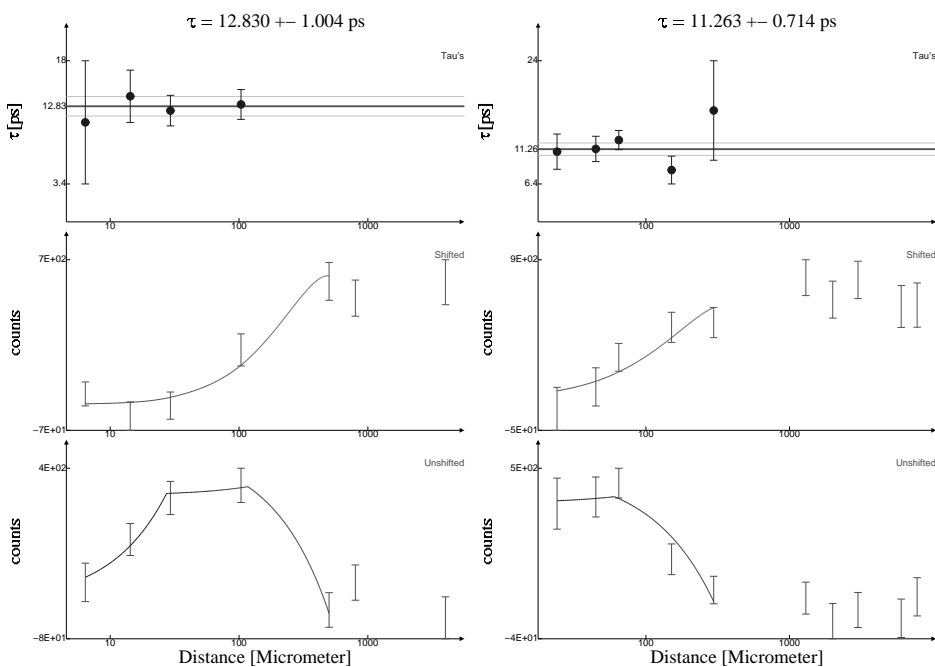 τ = 12.830 +− 1.004 ps
Tau's
18
12.83
3.4
τ [ps]
10
100
1000
Shifted
7E+02
−7E+01
counts
10
100
1000
Unshifted
4E+02
−8E+01
counts
10
100
1000
Distance [Micrometer]
τ = 11.263 +− 0.714 ps
Tau's
24
11.26
6.4
τ [ps]
100
1000
Shifted
9E+02
−5E+01
counts
100
1000
Unshifted
5E+02
−4E+01
counts
100
1000
Distance [Micrometer]